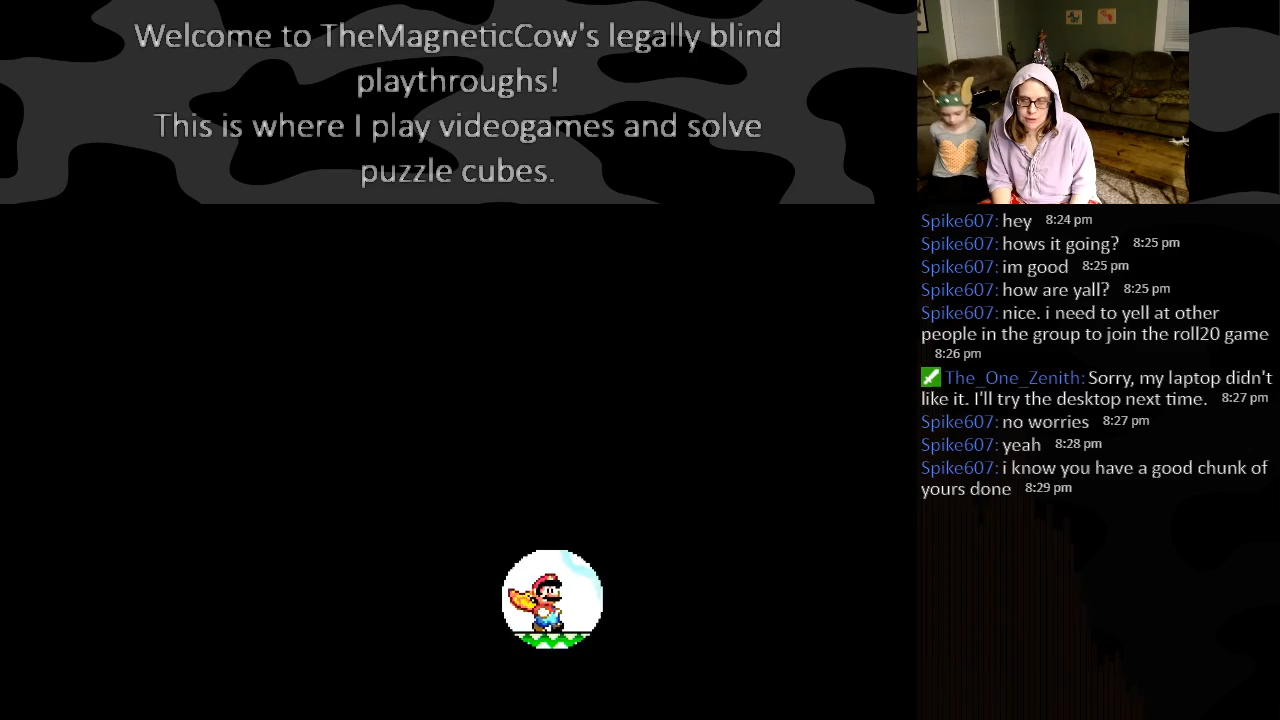 Welcome to TheMagneticCow's legally blind
playthroughs!
This is where I play videogames and solve
puzzle cubes.
Spike607: hey 8:24 pm
Spike607: hows it going? 8:25 pm
Spike607: im good 8:25 pm
Spike607: how are yall? 8:25 pm
Spike607: nice. i need to yell at other
people in the group to join the roll20 game
8:26 pm
The_One_Zenith: Sorry, my laptop didn't
like it. I'll try the desktop next time. 8:27 pm
Spike607: no worries 8:27 pm
Spike607: yeah 8:28 pm
Spike607: i know you have a good chunk of
yours done 8:29 pm